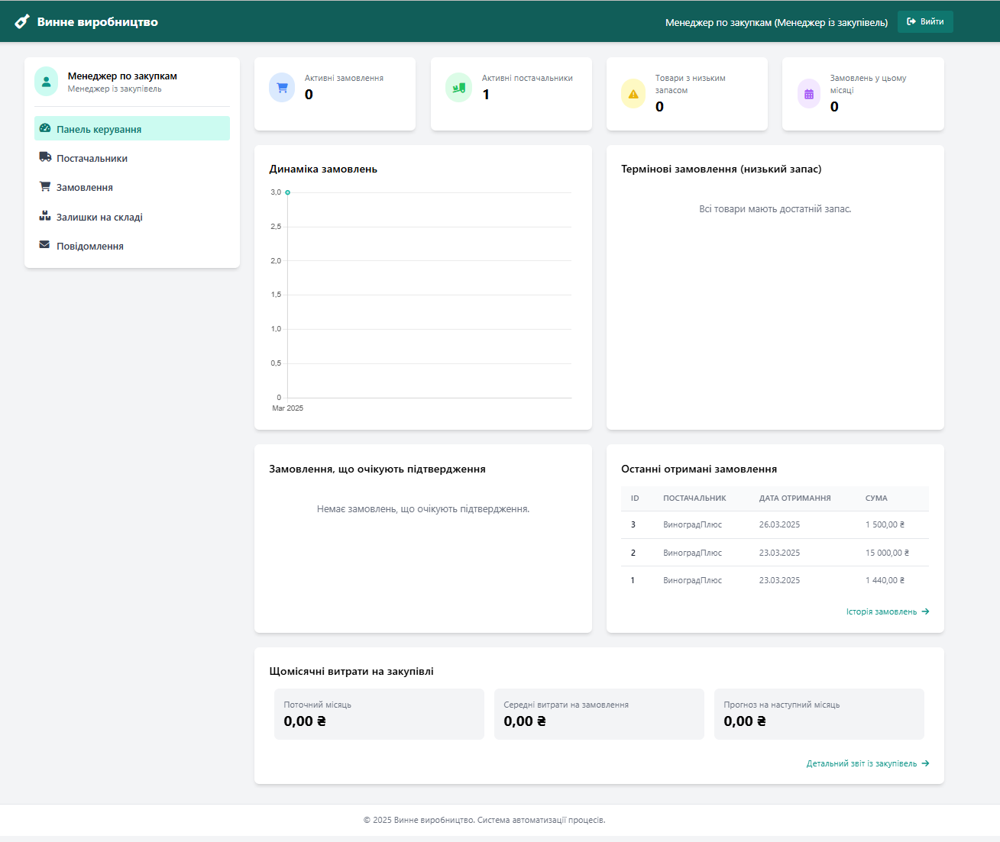 Винне виробництво
Менеджер по закупкам (Менеджер із закупівель)
Вийти
Менеджер по закупкам
Менеджер із закупівель
Панель керування
Постачальники
Замовлення
Залишки на складі
Повідомлення
Активні замовлення
0
Активні постачальники
1
Товари з низьким
запасом
0
Замовлень у цьому
місяці
0
Динаміка замовлень
3,0
2,5
2,0
1,5
1,0
0,5
0
Mar 2025
Термінові замовлення (низький запас)
Всі товари мають достатній запас.
Замовлення, що очікують підтвердження
Немає замовлень, що очікують підтвердження.
Останні отримані замовлення
ID ПОСТАЧАЛЬНИК ДАТА ОТРИМАННЯ СУМА
3 ВиноградПлюс 26.03.2025 1 500,00 ₴
2 ВиноградПлюс 23.03.2025 15 000,00 ₴
1 ВиноградПлюс 23.03.2025 1 440,00 ₴
Історія замовлень →
Щомісячні витрати на закупівлі
Поточний місяць
0,00 ₴
Середні витрати на замовлення
0,00 ₴
Прогноз на наступний місяць
0,00 ₴
Детальний звіт із закупівель →
© 2025 Винне виробництво. Система автоматизації процесів.